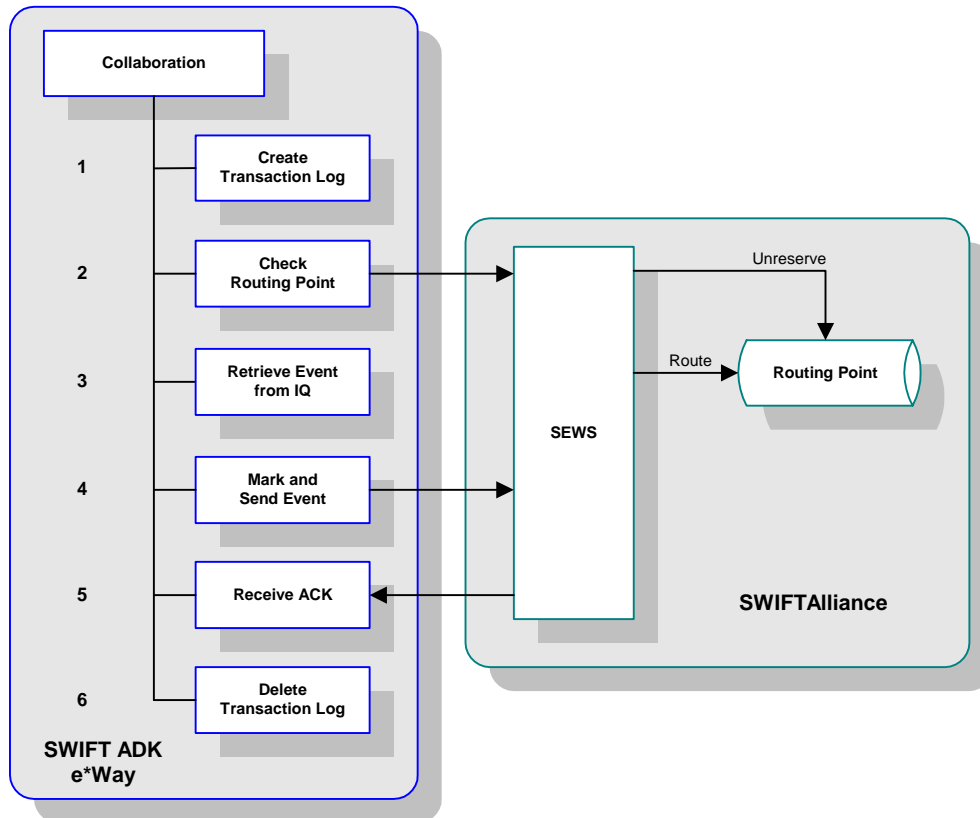 Collaboration
1
Create
Transaction Log
2
Check
Routing Point
3
Retrieve Event
from IQ
4
Mark and
Send Event
5
Receive ACK
6
Delete
Transaction Log
SWIFT ADK
e*Way
SEWS
Unreserve
Route
Routing Point
SWIFTAlliance